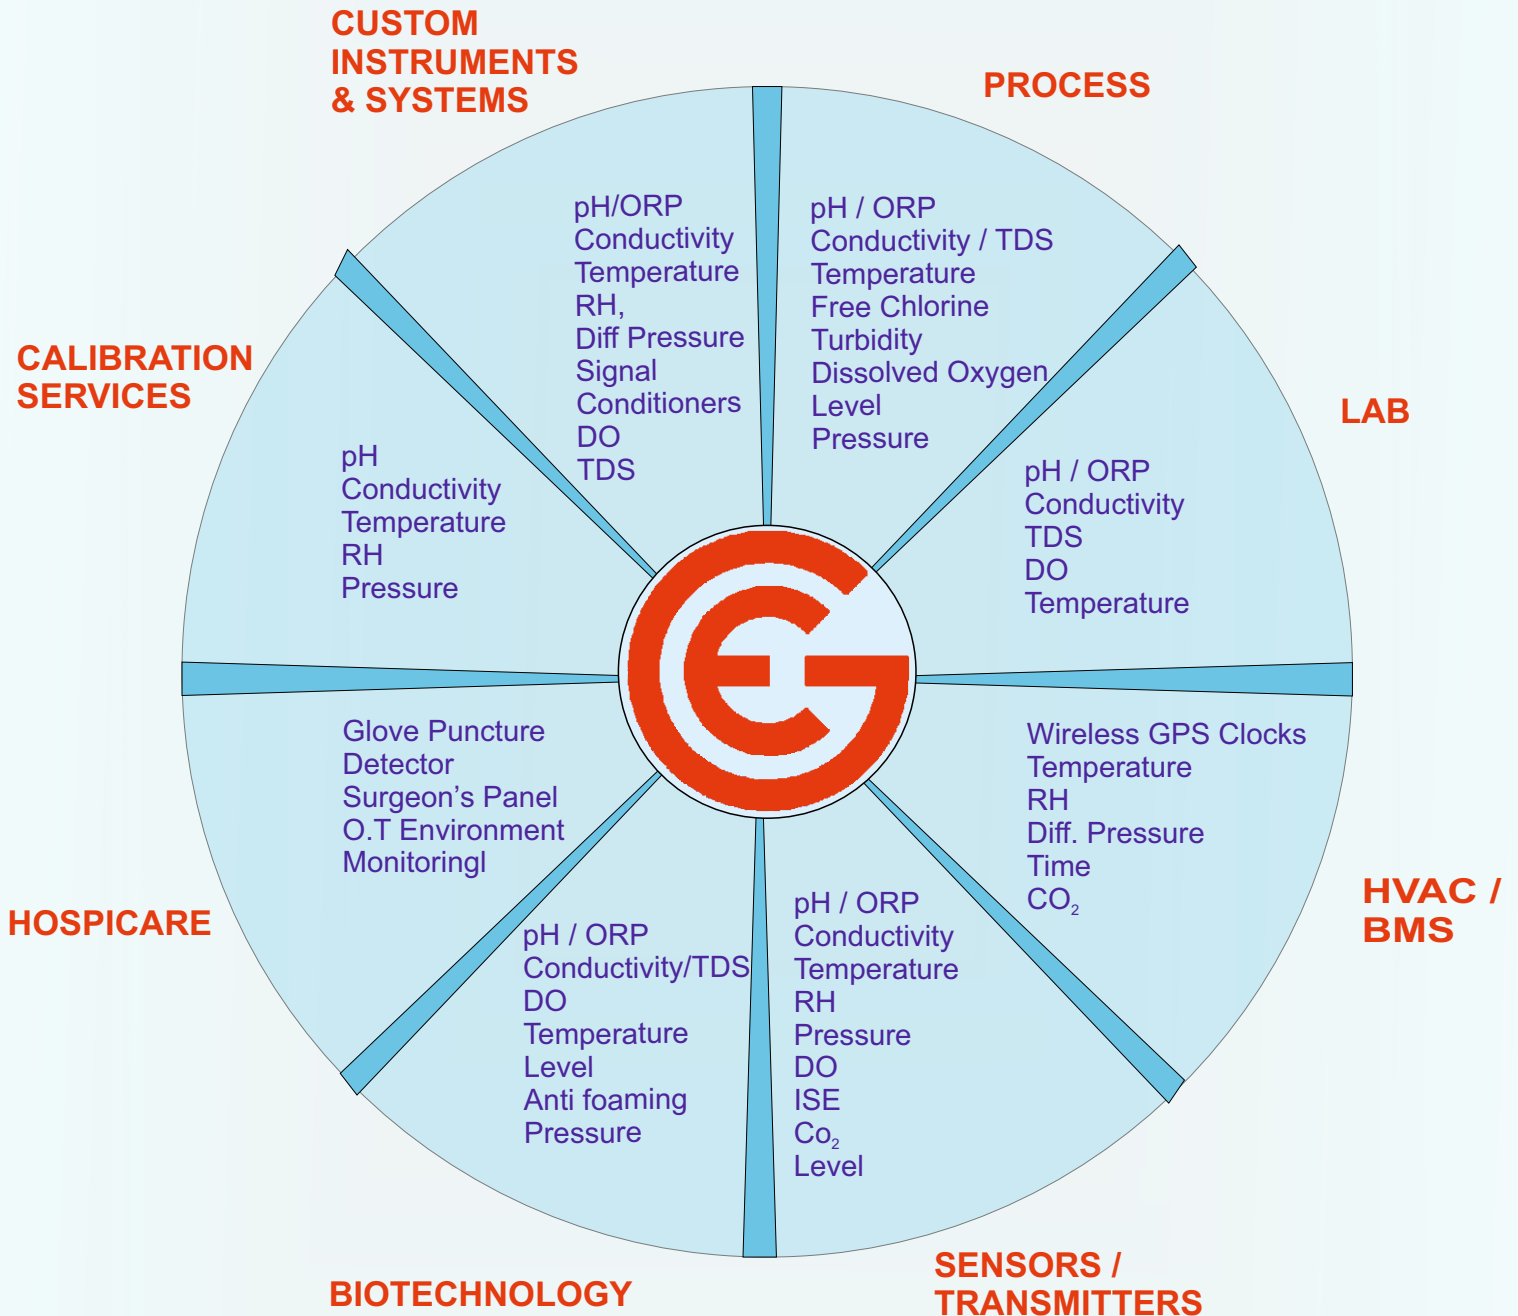 CUSTOM
INSTRUMENTS
& SYSTEMS
pH/ORP
Conductivity
Temperature
RH,
Diff Pressure
Signal
Conditioners
DO
TDS
PROCESS
pH / ORP
Conductivity / TDS
Temperature
Free Chlorine
Turbidity
Dissolved Oxygen
Level
Pressure
LAB
pH / ORP
Conductivity
TDS
DO
Temperature
HVAC /
BMS
Wireless GPS Clocks
Temperature
RH
Diff. Pressure
Time
CO₂
SENSORS /
TRANSMITTERS
pH / ORP
Conductivity
Temperature
RH
Pressure
DO
ISE
Co₂
Level
BIOTECHNOLOGY
pH / ORP
Conductivity/TDS
DO
Temperature
Level
Anti foaming
Pressure
HOSPICARE
Glove Puncture
Detector
Surgeon’s Panel
O.T Environment
Monitoringl
CALIBRATION
SERVICES
pH
Conductivity
Temperature
RH
Pressure